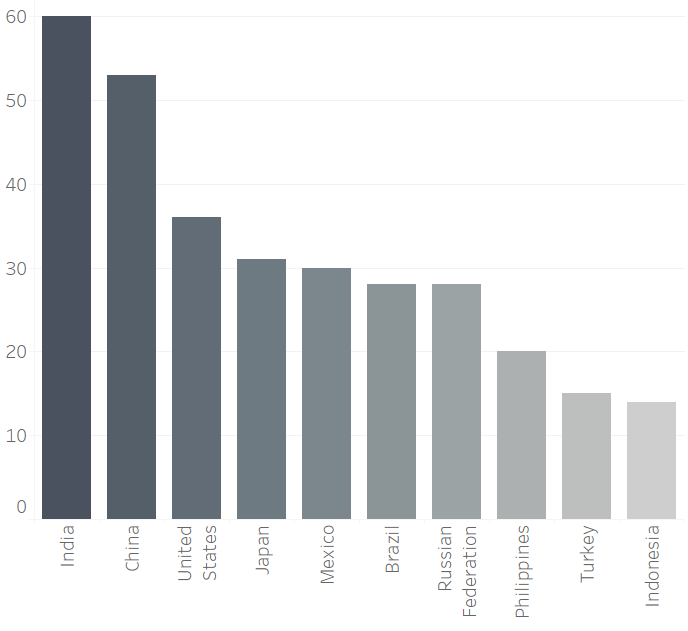 60
50
40
30
20
10
0
India
China
United
States
Japan
Mexico
Brazil
Russian
Federation
Philippines
Turkey
Indonesia